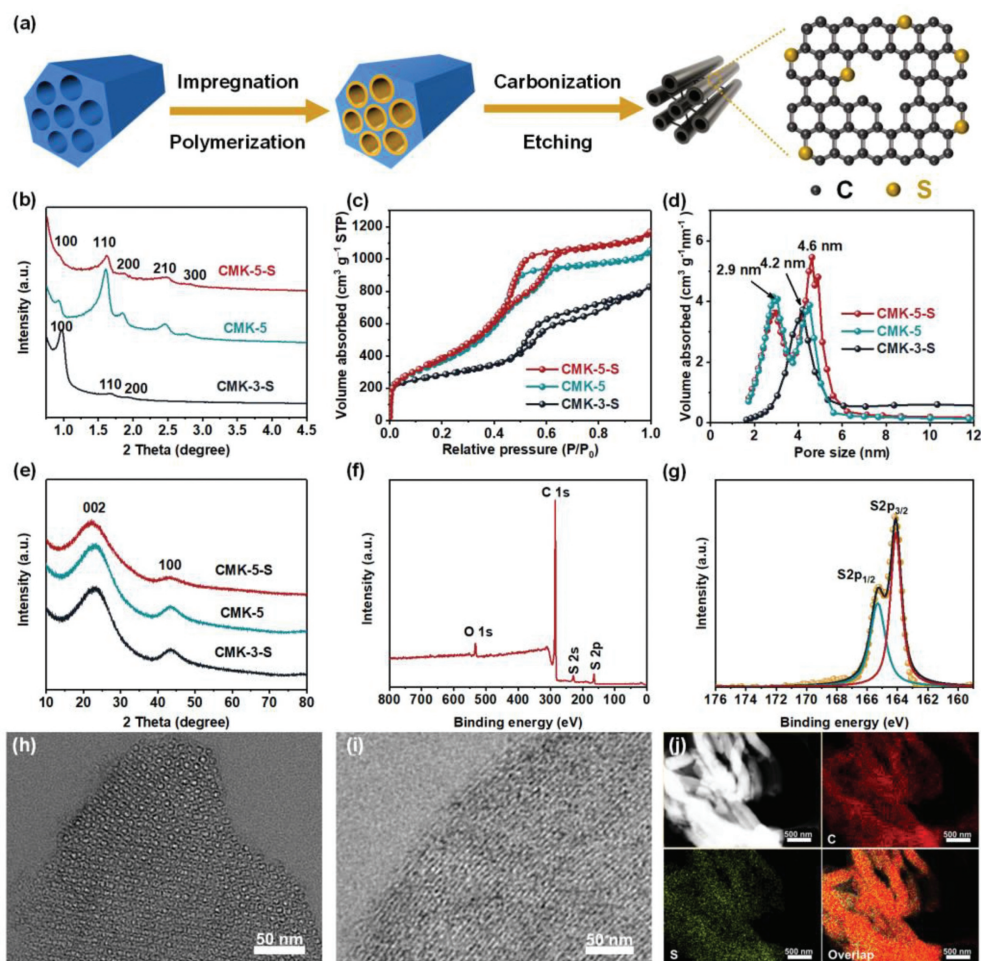 (a)
Impregnation
Polymerization
Carbonization
Etching
C S
(b)
100 110 200 210 300
CMK-5-S
CMK-5
100
CMK-3-S
110 200
Intensity (a.u.)
1.0 1.5 2.0 2.5 3.0 3.5 4.0 4.5
2 Theta (degree)
(c)
1200
1000
800
600
400
200
0
Volume absorbed (cm³ g⁻¹ STP)
CMK-5-S
CMK-5
CMK-3-S
0.0 0.2 0.4 0.6 0.8 1.0
Relative pressure (P/P₀)
(d)
8
6
4
2
0
Volume absorbed (cm³ g⁻¹nm⁻¹)
4.6 nm
4.2 nm
2.9 nm
CMK-5-S
CMK-5
CMK-3-S
0 2 4 6 8 10 12
Pore size (nm)
(e)
002
100
CMK-5-S
CMK-5
CMK-3-S
Intensity (a.u.)
10 20 30 40 50 60 70 80
2 Theta (degree)
(f)
C 1s
O 1s
S 2s
S 2p
Intensity (a.u.)
800 700 600 500 400 300 200 100 0
Binding energy (eV)
(g)
S2p₃/₂
S2p₁/₂
Intensity (a.u.)
176 174 172 170 168 166 164 162 160
Binding energy (eV)
(h)
50 nm
(i)
50 nm
(j)
500 nm
C
500 nm
S
500 nm
Overlap
500 nm